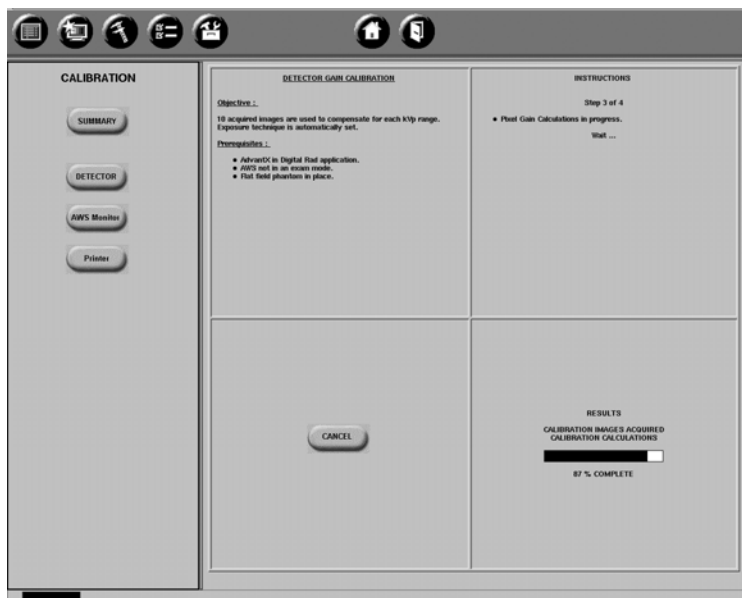 CALIBRATION
SUMMARY
DETECTOR
AWS Monitor
Printer
DETECTOR GAIN CALIBRATION
Objective :
10 acquired images are used to compensate for each kVp range.
Exposure technique is automatically set.
Prerequisites :
● AdvantX in Digital Rad application.
● AWS not in an exam mode.
● Flat field phantom in place.
INSTRUCTIONS
Step 3 of 4
● Pixel Gain Calculations in progress.
Wait ...
CANCEL
RESULTS
CALIBRATION IMAGES ACQUIRED
CALIBRATION CALCULATIONS
87 % COMPLETE